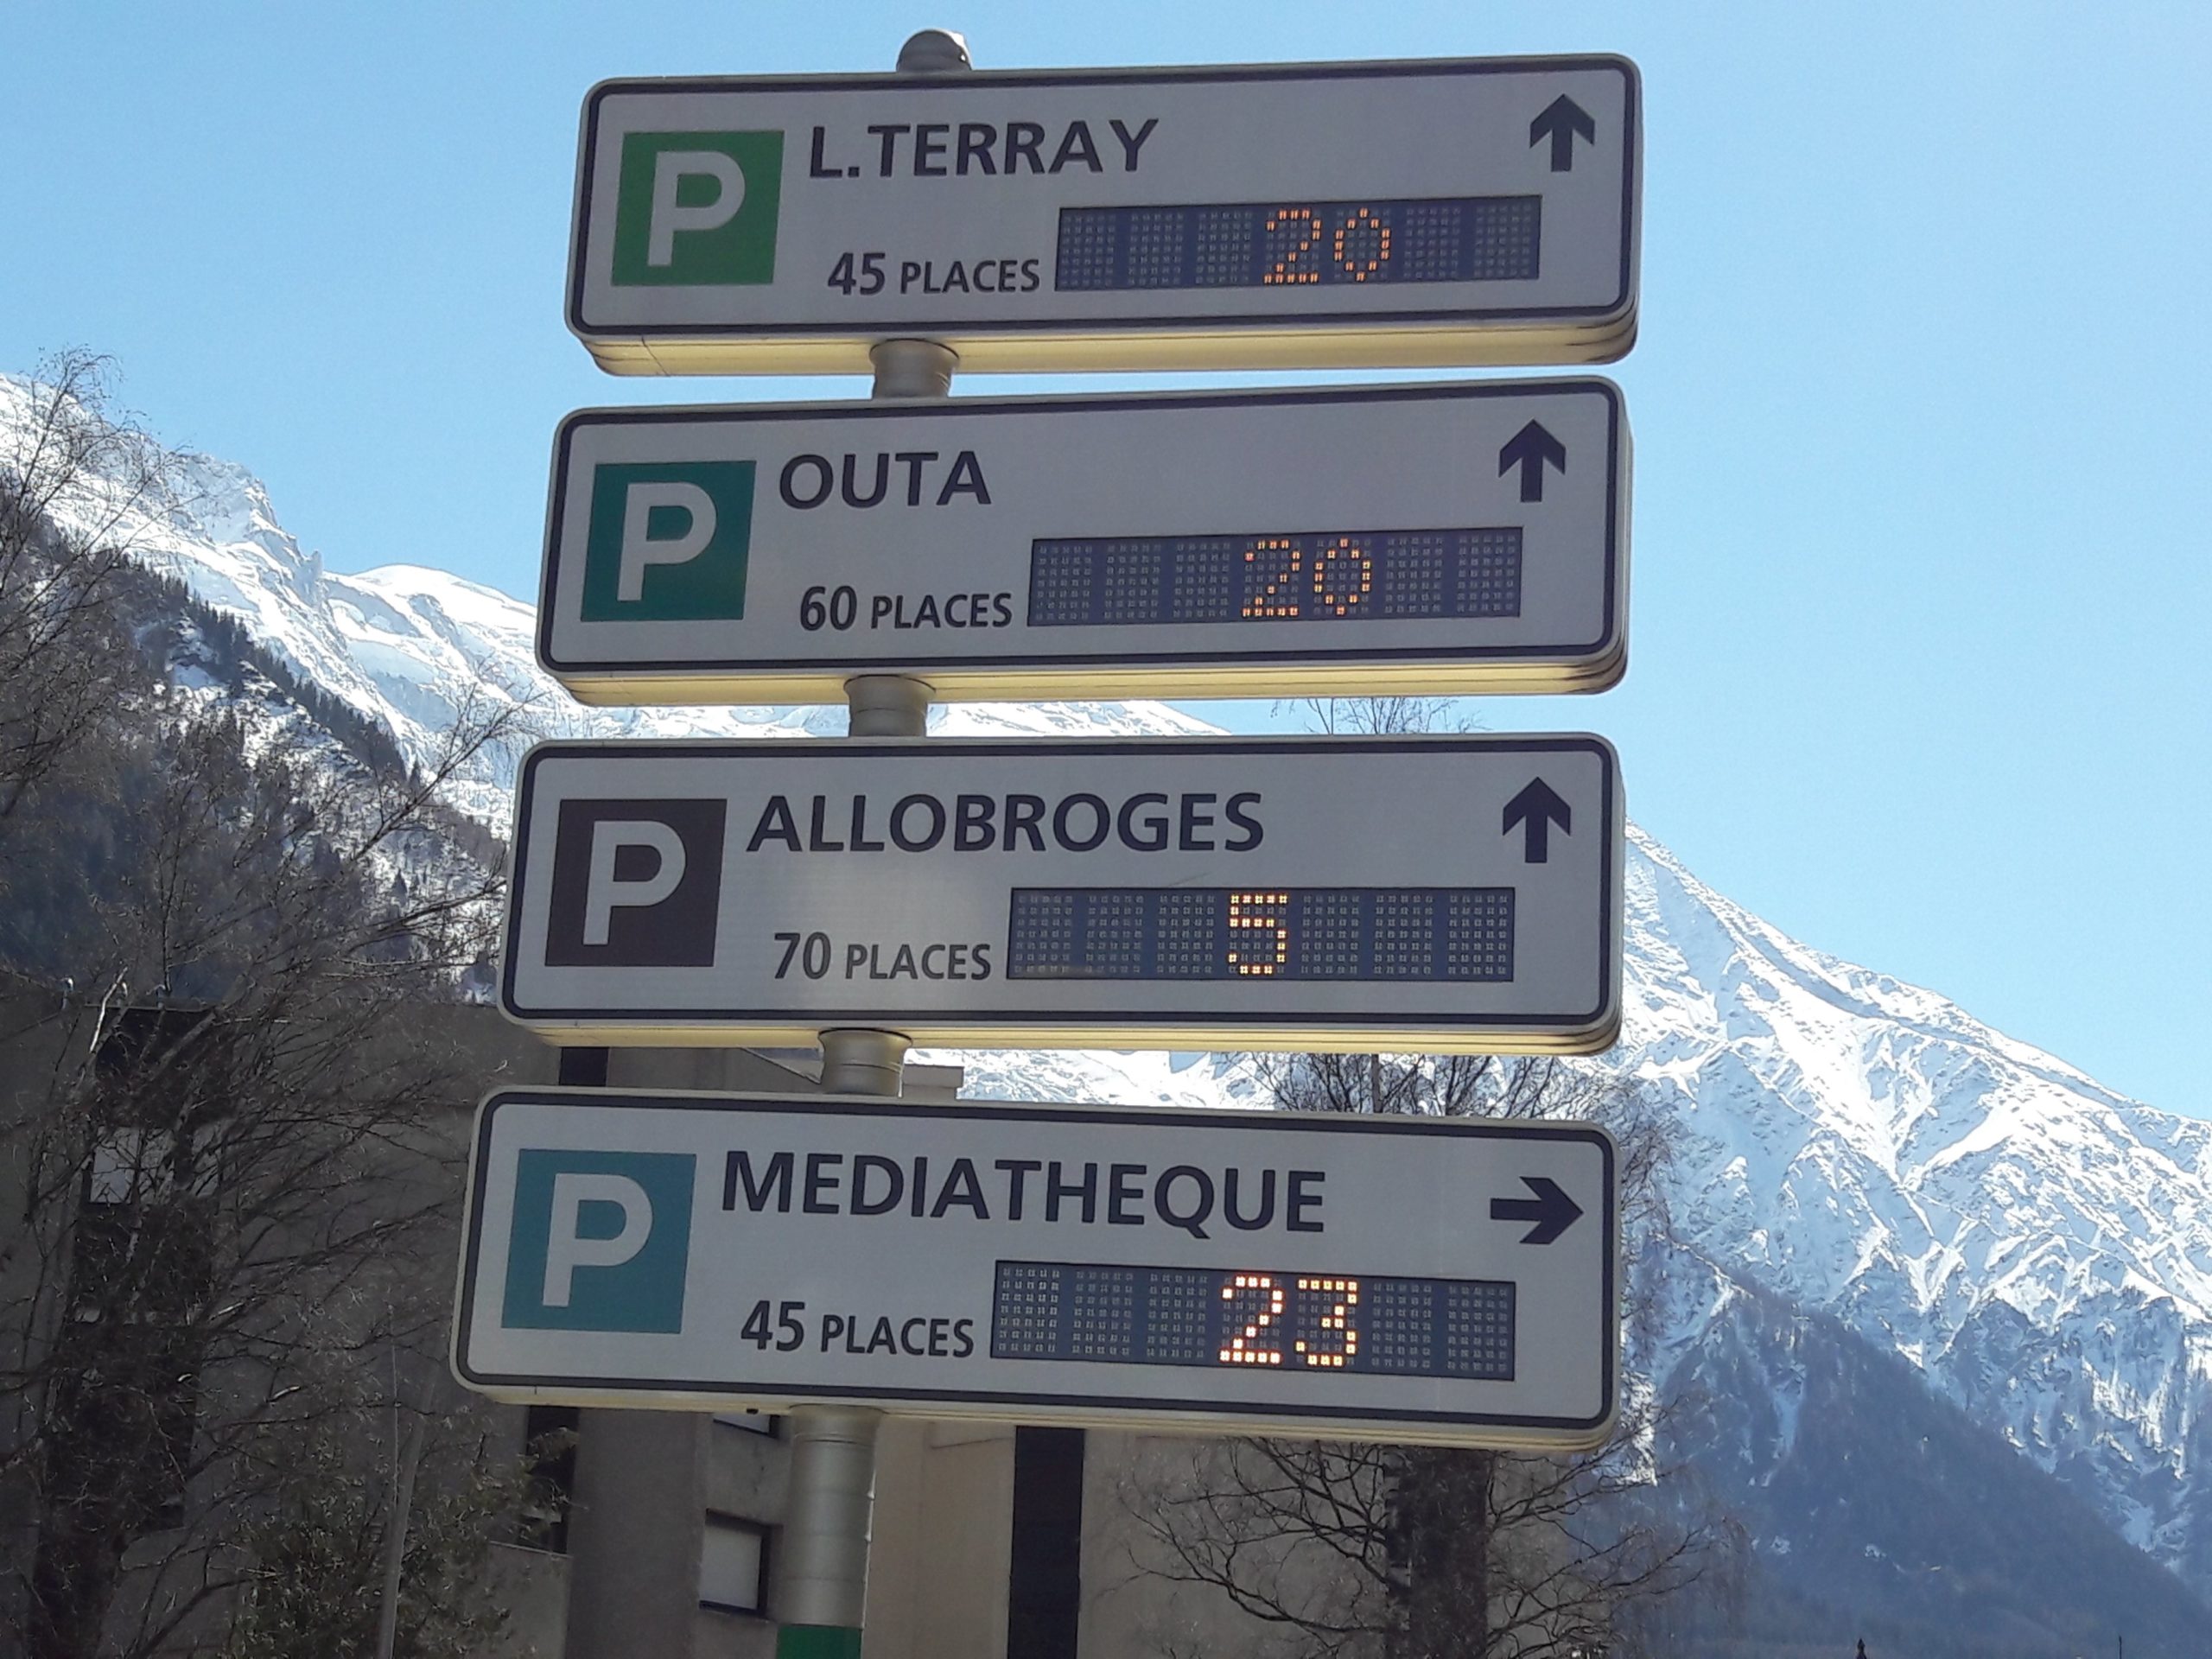 P L.TERRAY
45 PLACES 20
P OUTA
60 PLACES 20
P ALLOBROGES
70 PLACES 5
P MEDIATHEQUE
45 PLACES 23